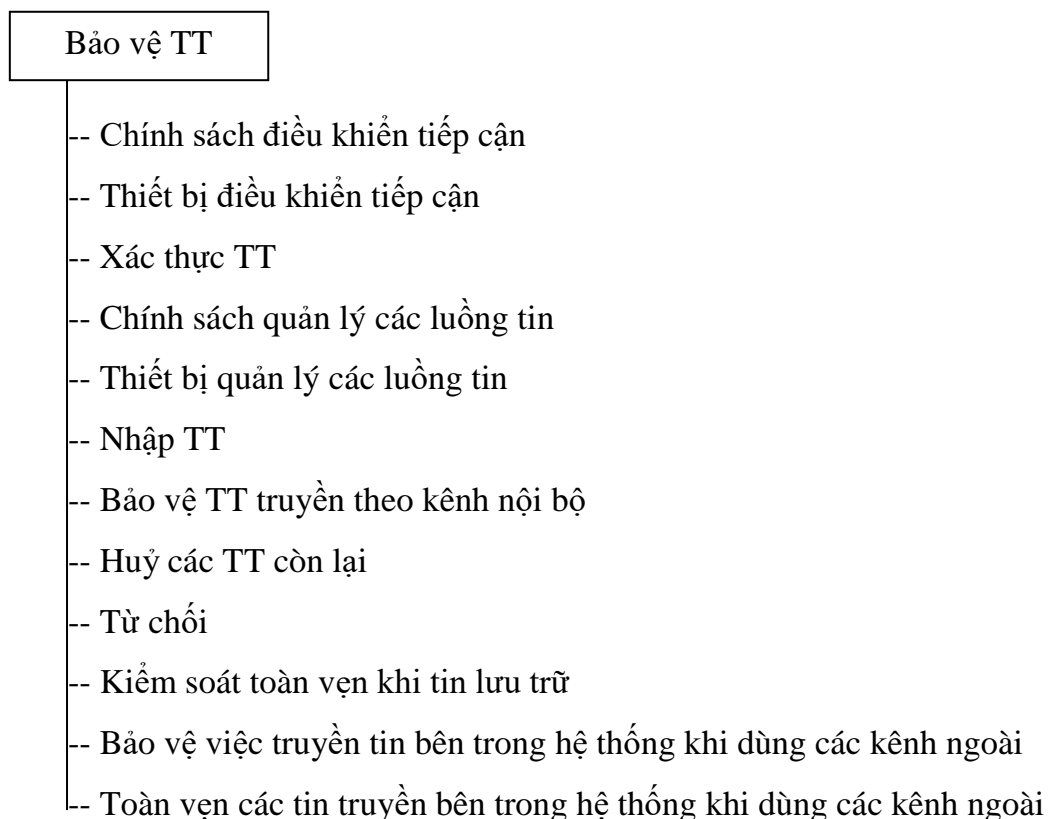 Bảo vệ TT
-- Chính sách điều khiển tiếp cận
-- Thiết bị điều khiển tiếp cận
-- Xác thực TT
-- Chính sách quản lý các luồng tin
-- Thiết bị quản lý các luồng tin
-- Nhập TT
-- Bảo vệ TT truyền theo kênh nội bộ
-- Huỷ các TT còn lại
-- Từ chối
-- Kiểm soát toàn vẹn khi tin lưu trữ
-- Bảo vệ việc truyền tin bên trong hệ thống khi dùng các kênh ngoài
-- Toàn vẹn các tin truyền bên trong hệ thống khi dùng các kênh ngoài